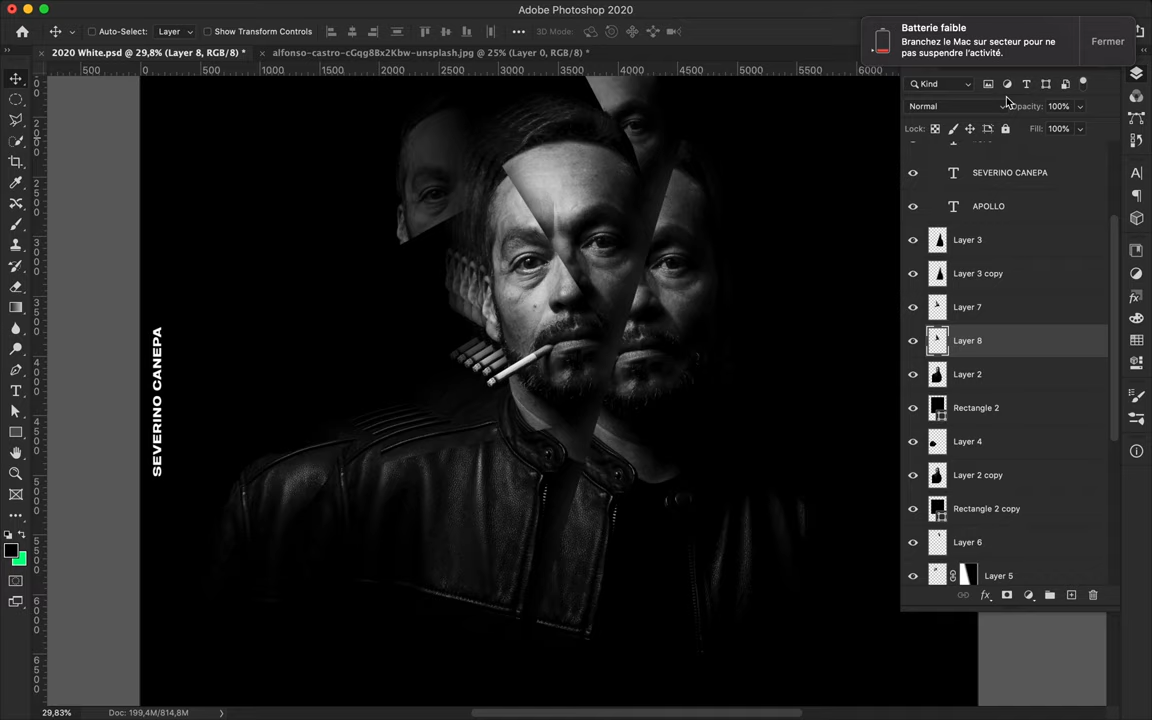 Adobe Photoshop 2020
Auto-Select:
Layer
Show Transform Controls
3D Mode:
Batterie faible
Branchez le Mac sur secteur pour ne
pas suspendre l'activité.
Fermer
2020 White.psd @ 29,8% (Layer 8, RGB/8) *
alfonso-castro-cGqg88x2Kbw-unsplash.jpg @ 25% (Layer 0, RGB/8) *
500 0 500 1000 1500 2000 2500 3000 3500 4000 4500 5000 5500 6000
Kind
Normal
Opacity: 100%
Lock:
Fill: 100%
SEVERINO CANEPA
APOLLO
Layer 3
Layer 3 copy
Layer 7
Layer 8
Layer 2
Rectangle 2
Layer 4
Layer 2 copy
Rectangle 2 copy
Layer 6
Layer 5
SEVERINO CANEPA
29,83%
Doc: 199,4M/814,8M